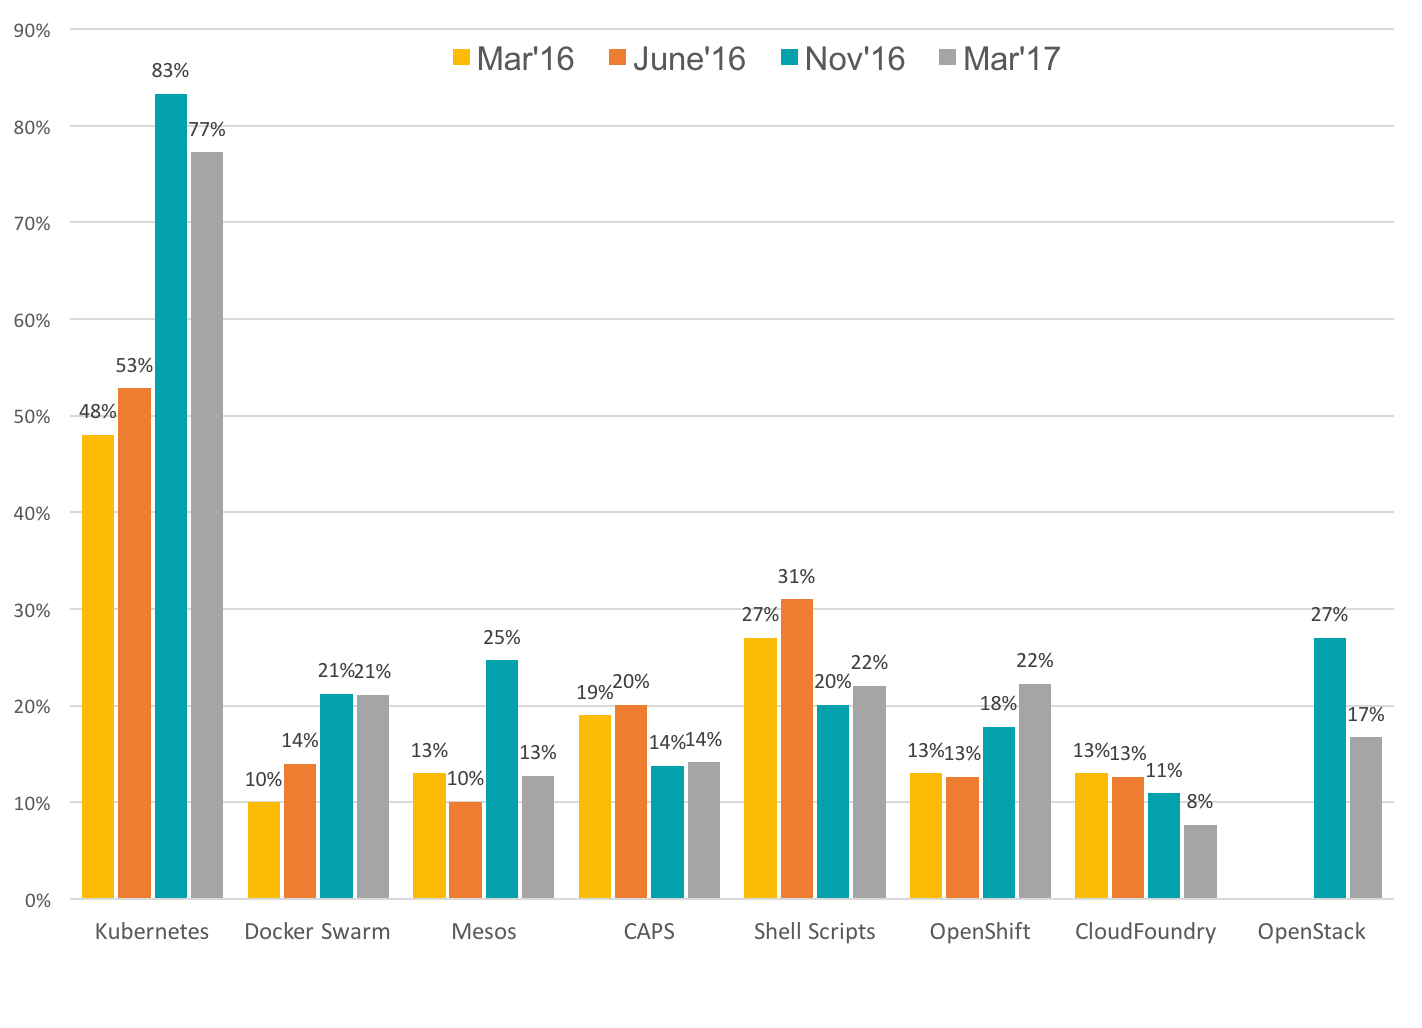 90%
80%
70%
60%
50%
40%
30%
20%
10%
0%
Mar'16 June'16 Nov'16 Mar'17
48% 53% 83% 77%
10% 14% 21% 21%
13% 10% 25% 13%
19% 20% 14% 14%
27% 31% 20% 22%
13% 13% 18% 22%
13% 13% 11% 8%
27% 17%
Kubernetes Docker Swarm Mesos CAPS Shell Scripts OpenShift CloudFoundry OpenStack